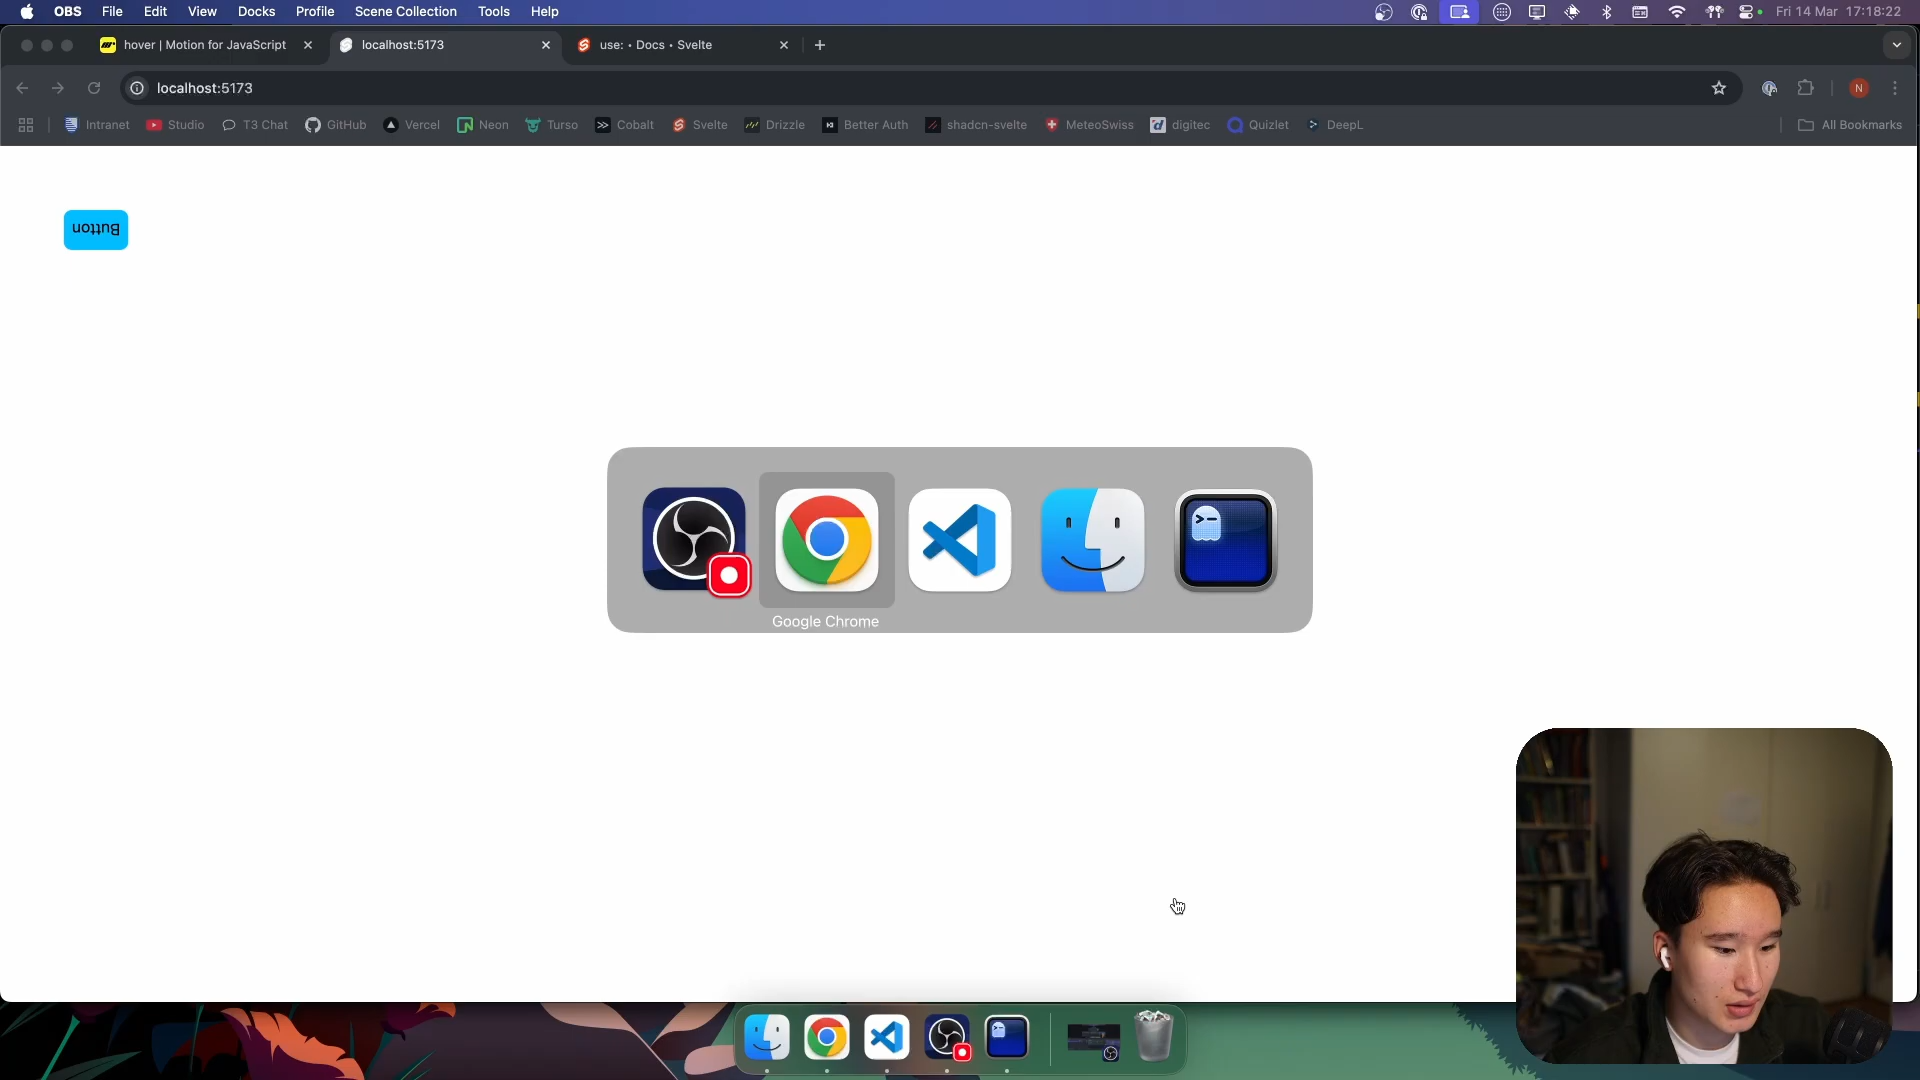 OBS File Edit View Docks Profile Scene Collection Tools Help Fri 14 Mar 17:18:22
hover | Motion for JavaScript localhost:5173 use: • Docs • Svelte
localhost:5173 N
Intranet Studio T3 Chat GitHub Vercel Neon Turso Cobalt Svelte Drizzle Better Auth shadcn-svelte MeteoSwiss digitec Quizlet DeepL All Bookmarks
Button
Google Chrome